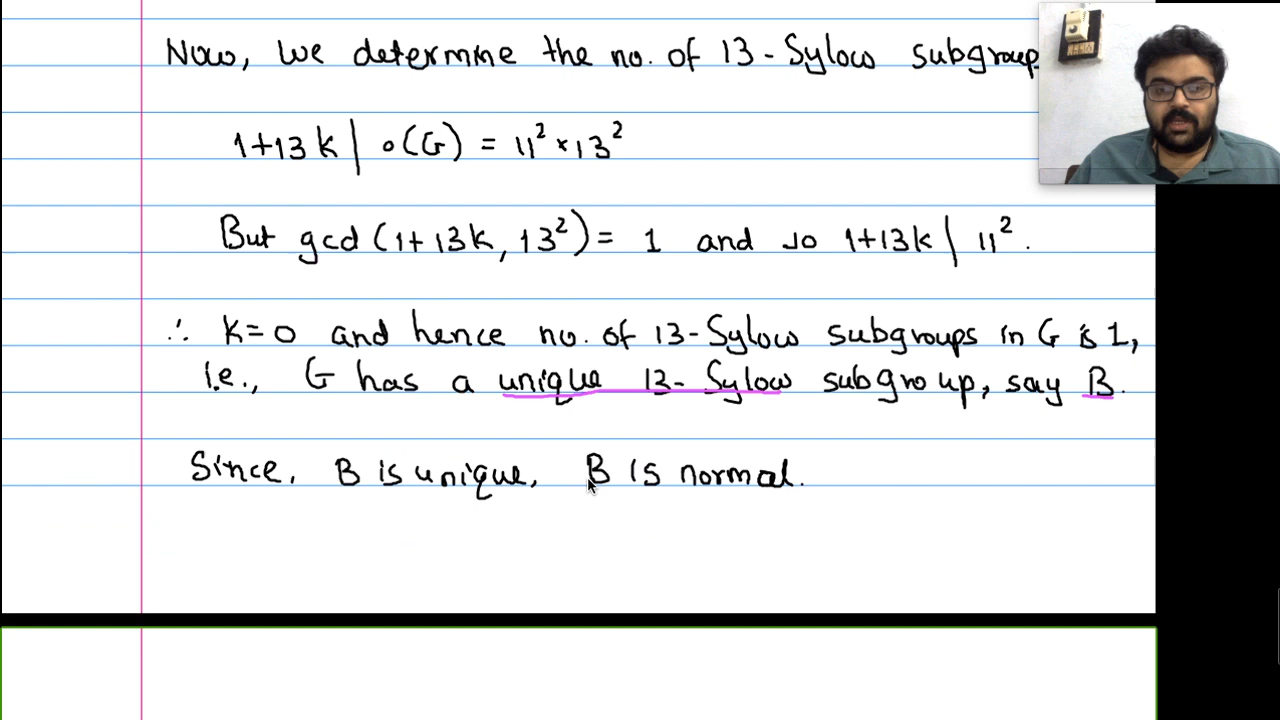 Now, we determine the no. of 13-Sylow subgroup
1+13k | o(G) = 11² × 13²
But gcd (1+13k, 13²) = 1 and so 1+13k | 11².
∴ k=0 and hence no. of 13-Sylow subgroups in G is 1,
i.e., G has a unique 13-Sylow subgroup, say B.
Since, B is unique, B is normal.